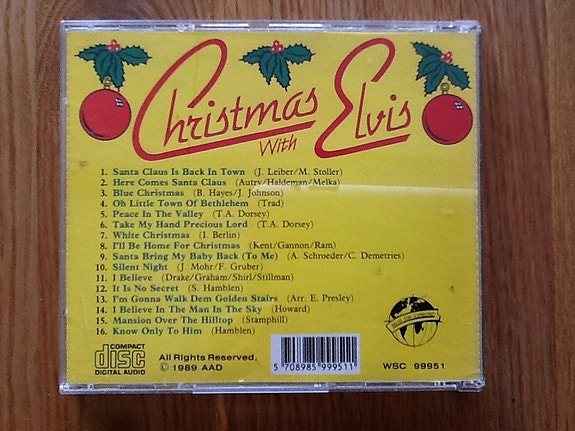 Christmas With Elvis
1. Santa Claus Is Back In Town (J. Leiber/M. Stoller)
2. Here Comes Santa Claus (Autry/Haldeman/Melka)
3. Blue Christmas (B. Hayes/J. Johnson)
4. Oh Little Town Of Bethlehem (Trad)
5. Peace In The Valley (T.A. Dorsey)
6. Take My Hand Precious Lord (T.A. Dorsey)
7. White Christmas (I. Berlin)
8. I'll Be Home For Christmas (Kent/Gannon/Ram)
9. Santa Bring My Baby Back (To Me) (A. Schroeder/C. Demetries)
10. Silent Night (J. Mohr/F. Gruber)
11. I Believe (Drake/Graham/Shirl/Stillman)
12. It Is No Secret (S. Hamblen)
13. I'm Gonna Walk Dem Golden Stairs (Arr. E. Presley)
14. I Believe In The Man In The Sky (Howard)
15. Mansion Over The Hilltop (Stamphill)
16. Know Only To Him (Hamblen)
COMPACT
disc
DIGITAL AUDIO
All Rights Reserved,
© 1989 AAD
5 708985 999511
WSC 99951